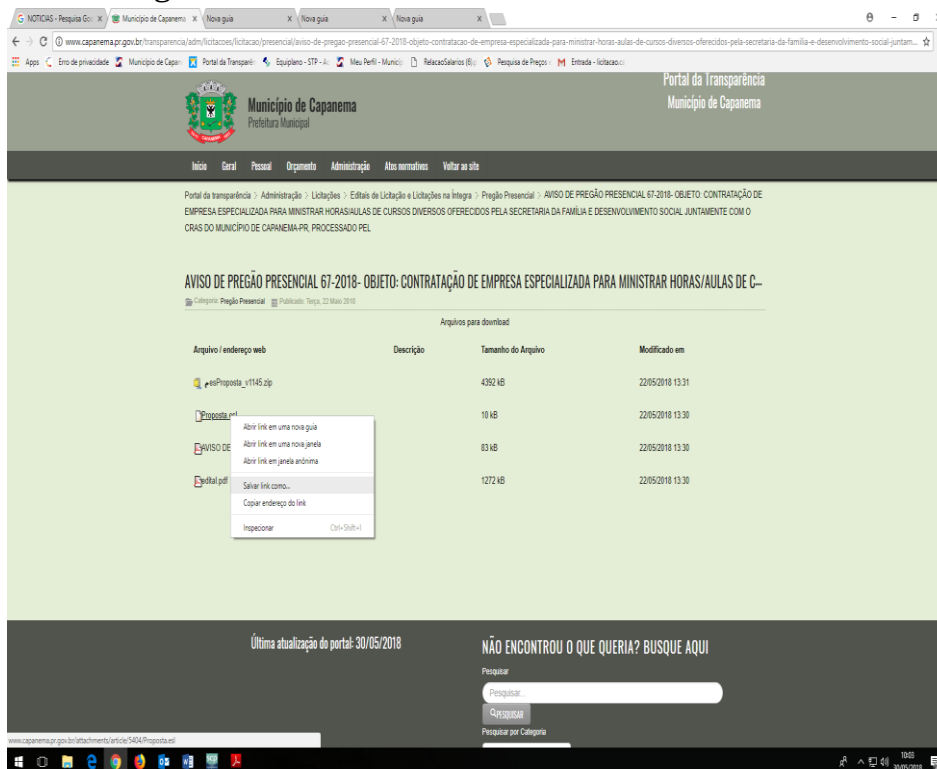 NOTICIAS - Pesquisa Goo X
Município de Capanema X
Nova guia X
Nova guia X
Nova guia X
www.capanema.pr.gov.br/transparencia/adm/licitacoes/licitacao/presencial/aviso-de-pregao-presencial-67-2018-objeto-contratacao-de-empresa-especializada-para-ministrar-horas-aulas-de-cursos-diversos-oferecidos-pela-secretaria-da-familia-e-desenvolvimento-social-juntam...
Apps Erro de privacidade Município de Capan Portal da Transparên Equiplano - STP - Ac Meu Perfil - Municíp RelacaoSalarios (6) Pesquisa de Preços Entrada - licitacao.c
Portal da Transparência
Município de Capanema
Município de Capanema
Prefeitura Municipal
Início Geral Pessoal Orçamento Administração Atos normativos Voltar ao site
Portal da transparência > Administração > Licitações > Editais de Licitação e Licitações na Íntegra > Pregão Presencial > AVISO DE PREGÃO PRESENCIAL 67-2018- OBJETO: CONTRATAÇÃO DE
EMPRESA ESPECIALIZADA PARA MINISTRAR HORAS/AULAS DE CURSOS DIVERSOS OFERECIDOS PELA SECRETARIA DA FAMÍLIA E DESENVOLVIMENTO SOCIAL JUNTAMENTE COM O
CRAS DO MUNICÍPIO DE CAPANEMA-PR, PROCESSADO PEL
AVISO DE PREGÃO PRESENCIAL 67-2018- OBJETO: CONTRATAÇÃO DE EMPRESA ESPECIALIZADA PARA MINISTRAR HORAS/AULAS DE C...
Categoria: Pregão Presencial Publicado: Terça, 22 Maio 2018
Arquivos para download
Arquivo / endereço web Descrição Tamanho do Arquivo Modificado em
esProposta_v1145.zip 4392 kB 22/05/2018 13:31
Proposta.esl 10 kB 22/05/2018 13:30
Abrir link em uma nova guia
Abrir link em uma nova janela
AVISO DE 83 kB 22/05/2018 13:30
Abrir link em janela anônima
edital.pdf 1272 kB 22/05/2018 13:30
Salvar link como...
Copiar endereço do link
Inspecionar Ctrl+Shift+I
Última atualização do portal: 30/05/2018
NÃO ENCONTROU O QUE QUERIA? BUSQUE AQUI
Pesquisar
Pesquisar...
PESQUISAR
Pesquisar por Categoria
www.capanema.pr.gov.br/attachments/article/5404/Proposta.esl
10:03
30/05/2018